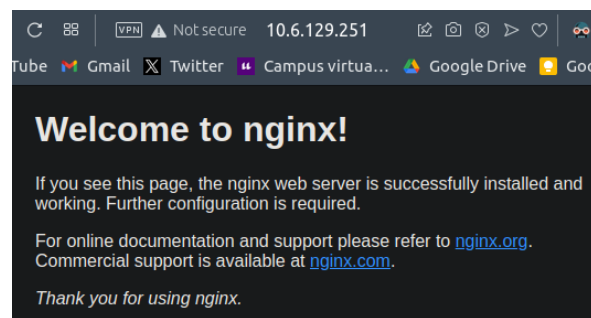 VPN Not secure 10.6.129.251
Tube Gmail Twitter Campus virtua... Google Drive Goo
Welcome to nginx!
If you see this page, the nginx web server is successfully installed and
working. Further configuration is required.
For online documentation and support please refer to nginx.org.
Commercial support is available at nginx.com.
Thank you for using nginx.